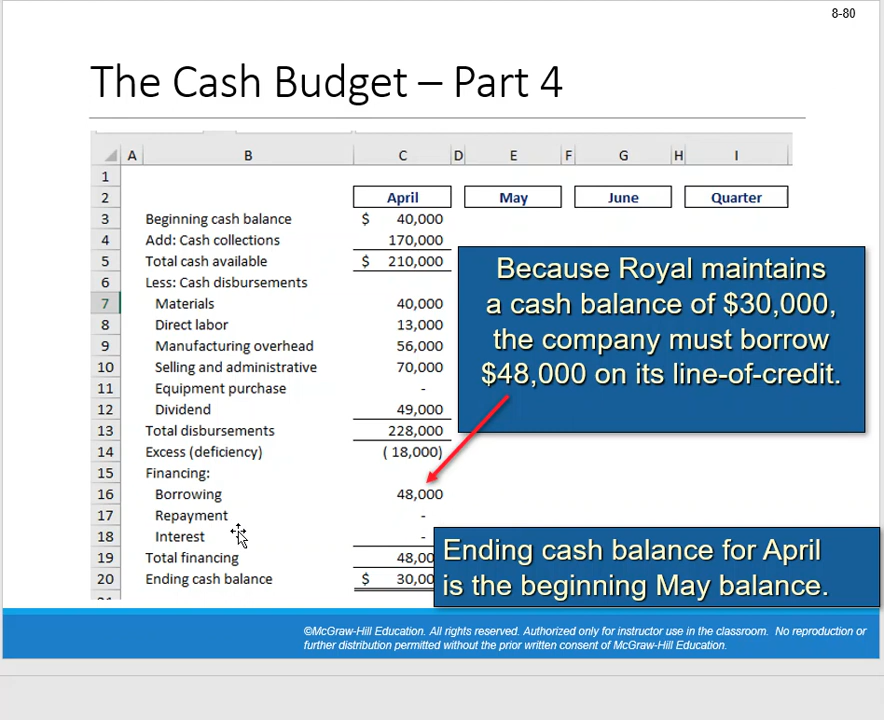 8-80
The Cash Budget – Part 4
A B C D E F G H I
1
2 April May June Quarter
3 Beginning cash balance $ 40,000
4 Add: Cash collections 170,000
5 Total cash available $ 210,000
6 Less: Cash disbursements
7 Materials 40,000
8 Direct labor 13,000
9 Manufacturing overhead 56,000
10 Selling and administrative 70,000
11 Equipment purchase -
12 Dividend 49,000
13 Total disbursements 228,000
14 Excess (deficiency) ( 18,000)
15 Financing:
16 Borrowing 48,000
17 Repayment -
18 Interest -
19 Total financing 48,00
20 Ending cash balance $ 30,00
Because Royal maintains
a cash balance of $30,000,
the company must borrow
$48,000 on its line-of-credit.
Ending cash balance for April
is the beginning May balance.
©McGraw-Hill Education. All rights reserved. Authorized only for instructor use in the classroom. No reproduction or
further distribution permitted without the prior written consent of McGraw-Hill Education.